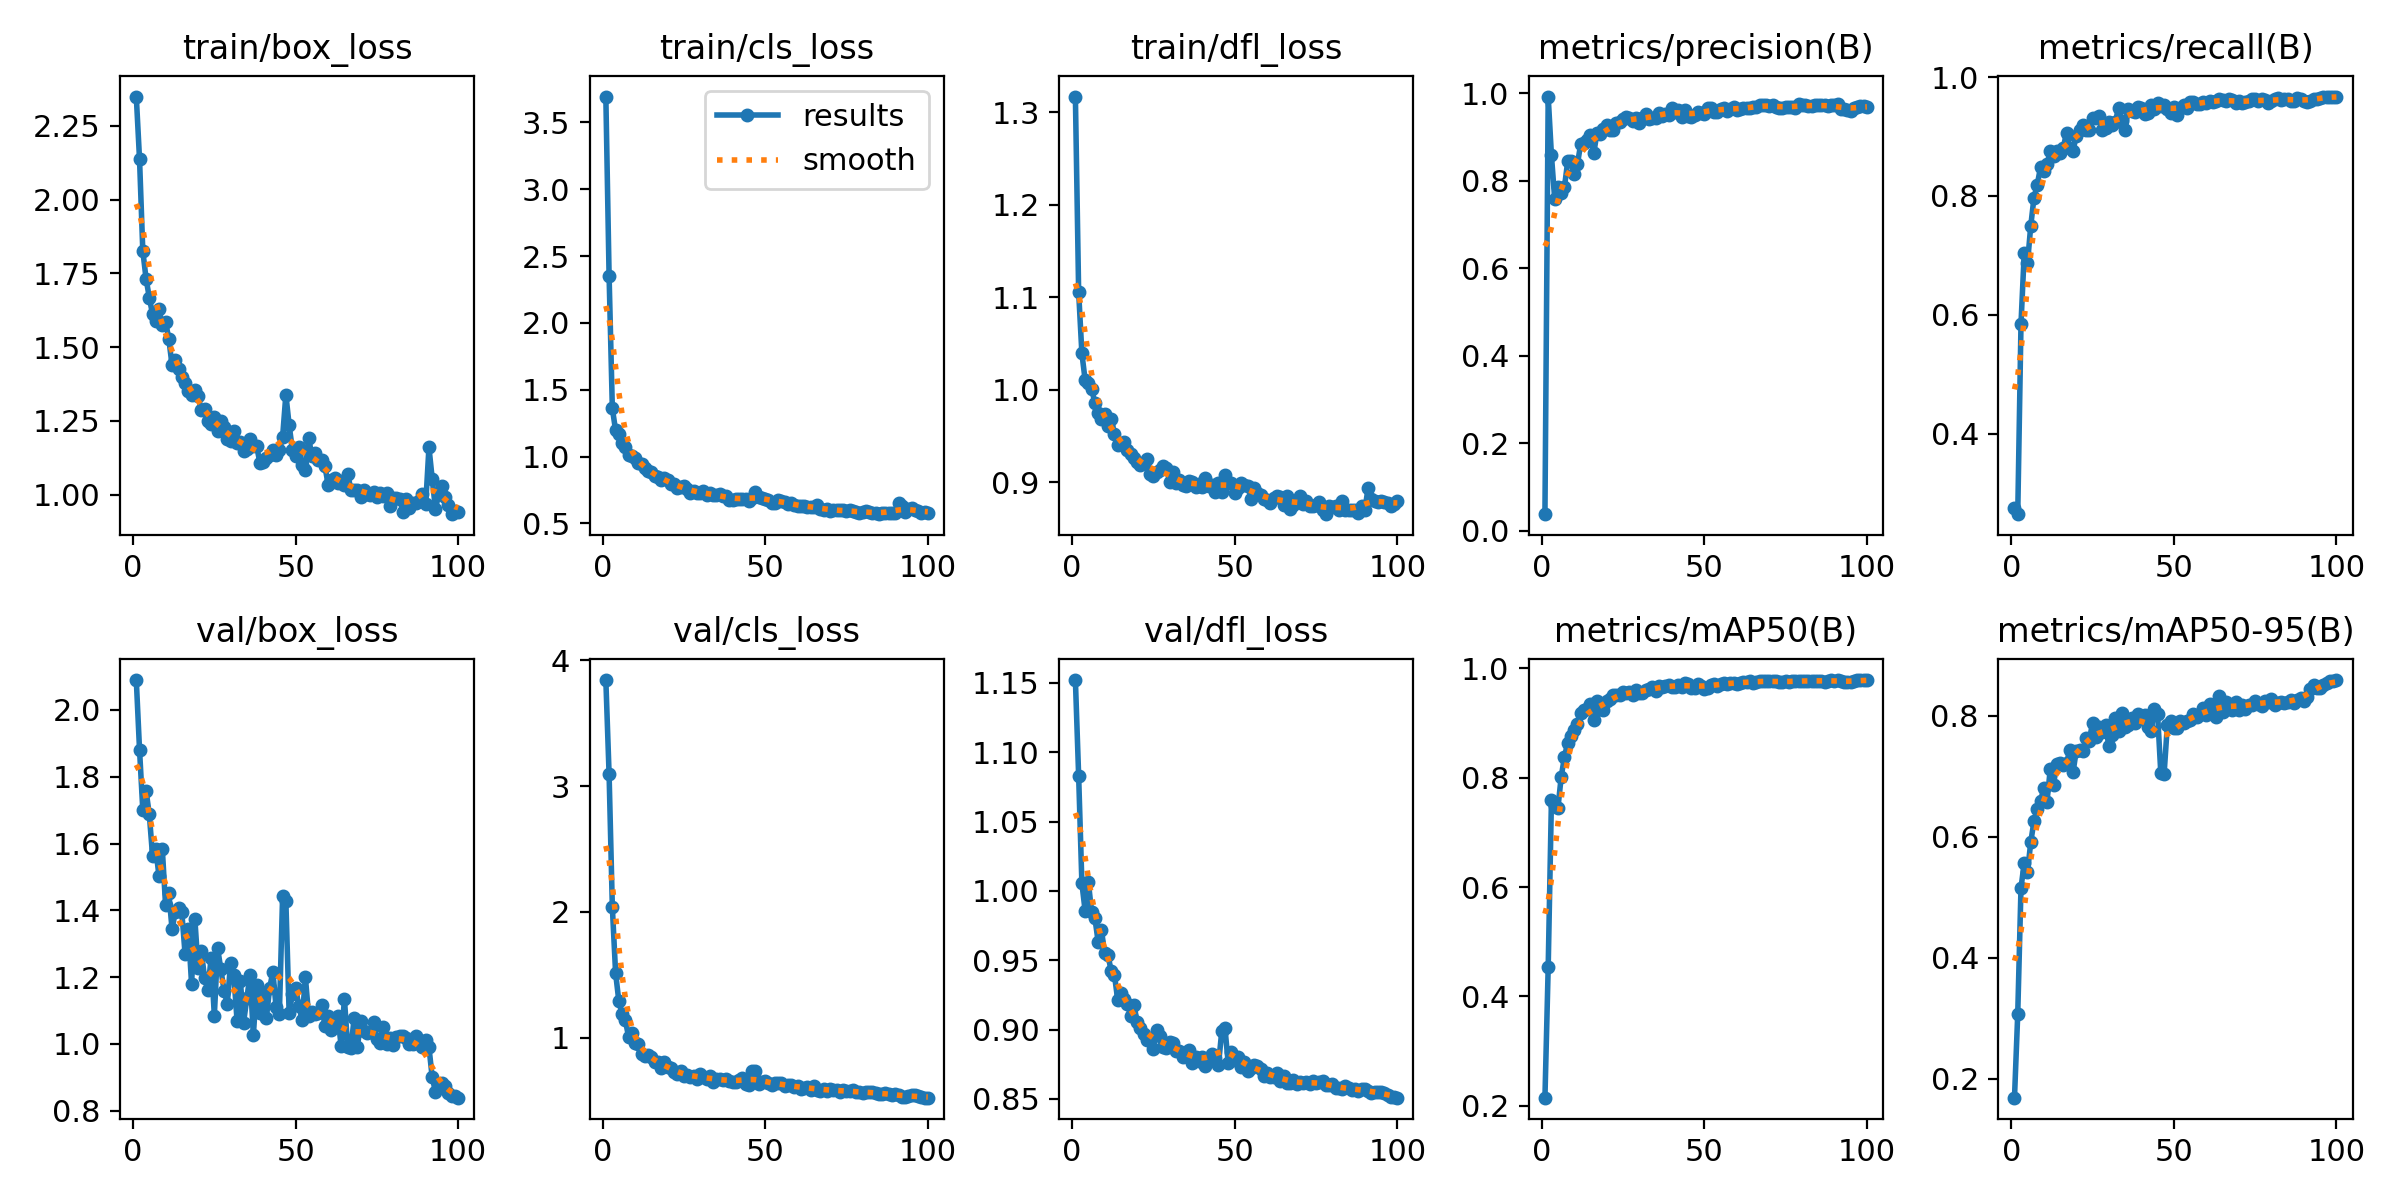 train/box_loss
train/cls_loss
train/dfl_loss
metrics/precision(B)
metrics/recall(B)
2.25
2.00
1.75
1.50
1.25
1.00
0 50 100
results
smooth
3.5
3.0
2.5
2.0
1.5
1.0
0.5
0 50 100
1.3
1.2
1.1
1.0
0.9
0 50 100
1.0
0.8
0.6
0.4
0.2
0.0
0 50 100
1.0
0.8
0.6
0.4
0 50 100
val/box_loss
val/cls_loss
val/dfl_loss
metrics/mAP50(B)
metrics/mAP50-95(B)
2.0
1.8
1.6
1.4
1.2
1.0
0.8
0 50 100
4
3
2
1
0 50 100
1.15
1.10
1.05
1.00
0.95
0.90
0.85
0 50 100
1.0
0.8
0.6
0.4
0.2
0 50 100
0.8
0.6
0.4
0.2
0 50 100